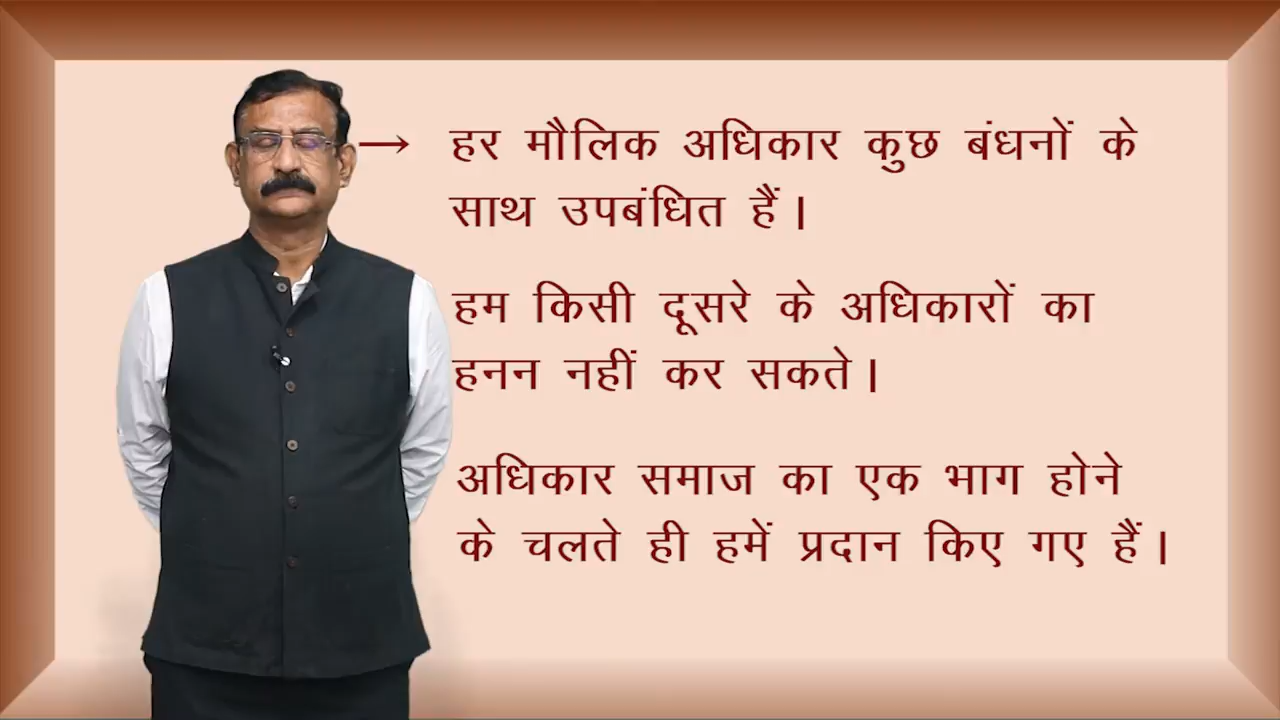 → हर मौलिक अधिकार कुछ बंधनों के
साथ उपबंधित हैं।
हम किसी दूसरे के अधिकारों का
हनन नहीं कर सकते।
अधिकार समाज का एक भाग होने
के चलते ही हमें प्रदान किए गए हैं।